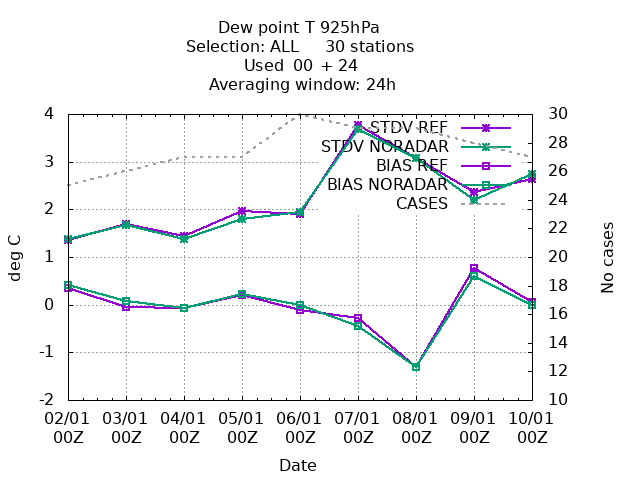 Dew point T 925hPa
Selection: ALL 30 stations
Used 00 + 24
Averaging window: 24h
4
3
2
1
0
-1
-2
deg C
30
28
26
24
22
20
18
16
14
12
10
No cases
STDV REF
STDV NORADAR
BIAS REF
BIAS NORADAR
CASES
02/01 03/01 04/01 05/01 06/01 07/01 08/01 09/01 10/01
00Z 00Z 00Z 00Z 00Z 00Z 00Z 00Z 00Z
Date